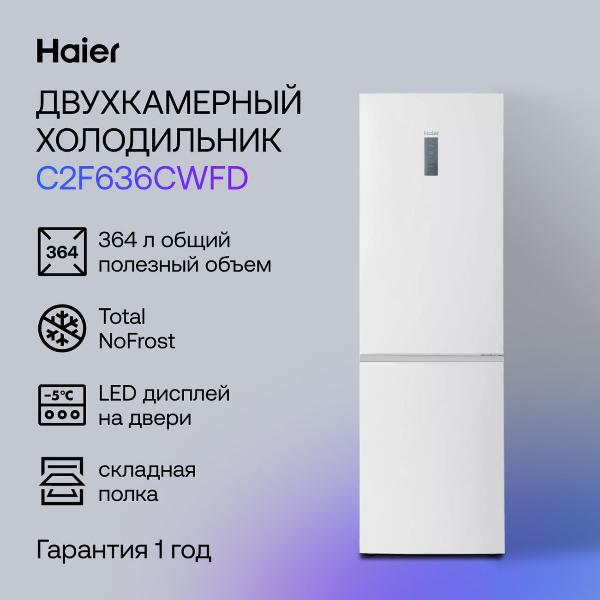 Haier
ДВУХКАМЕРНЫЙ
ХОЛОДИЛЬНИК
C2F636CWFD
364
364 л общий
полезный объем
Total
NoFrost
-5°C
LED дисплей
на двери
складная
полка
Гарантия 1 год
Haier